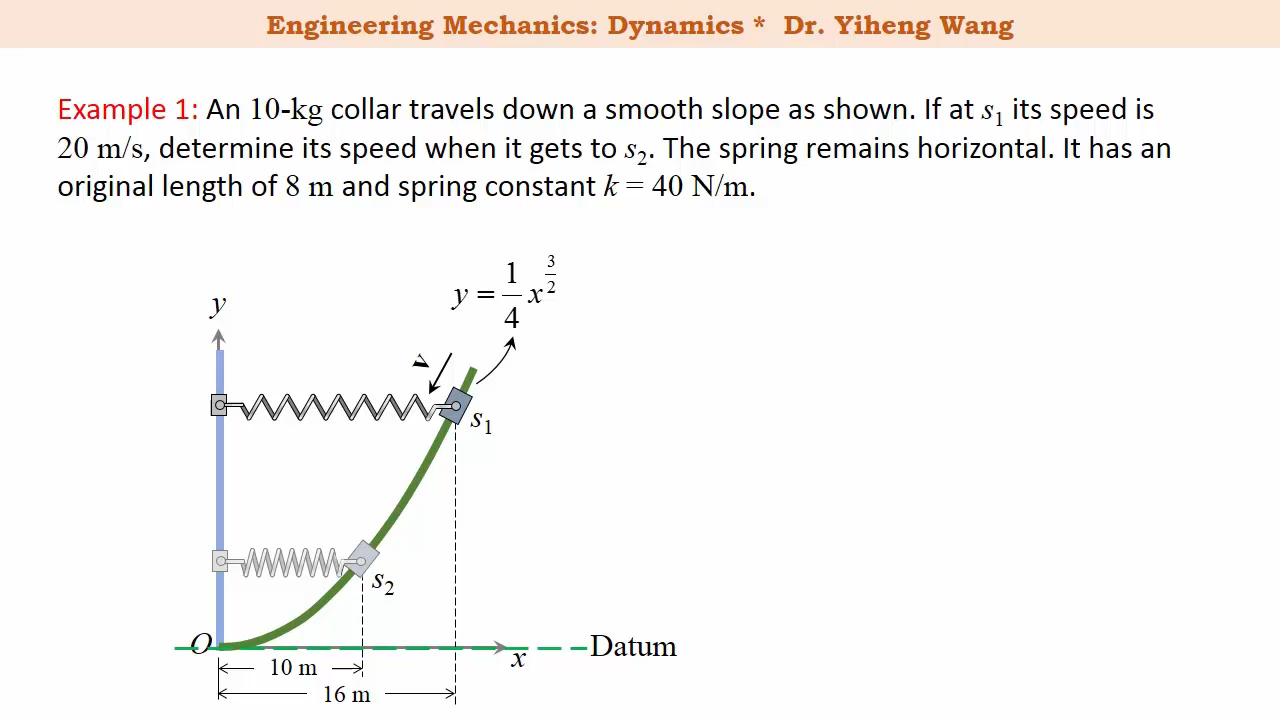 Engineering Mechanics: Dynamics * Dr. Yiheng Wang
Example 1: An 10-kg collar travels down a smooth slope as shown. If at s₁ its speed is
20 m/s, determine its speed when it gets to s₂. The spring remains horizontal. It has an
original length of 8 m and spring constant k = 40 N/m.
y = 1/4 x^(3/2)
y
v
s₁
s₂
O
x
Datum
10 m
16 m